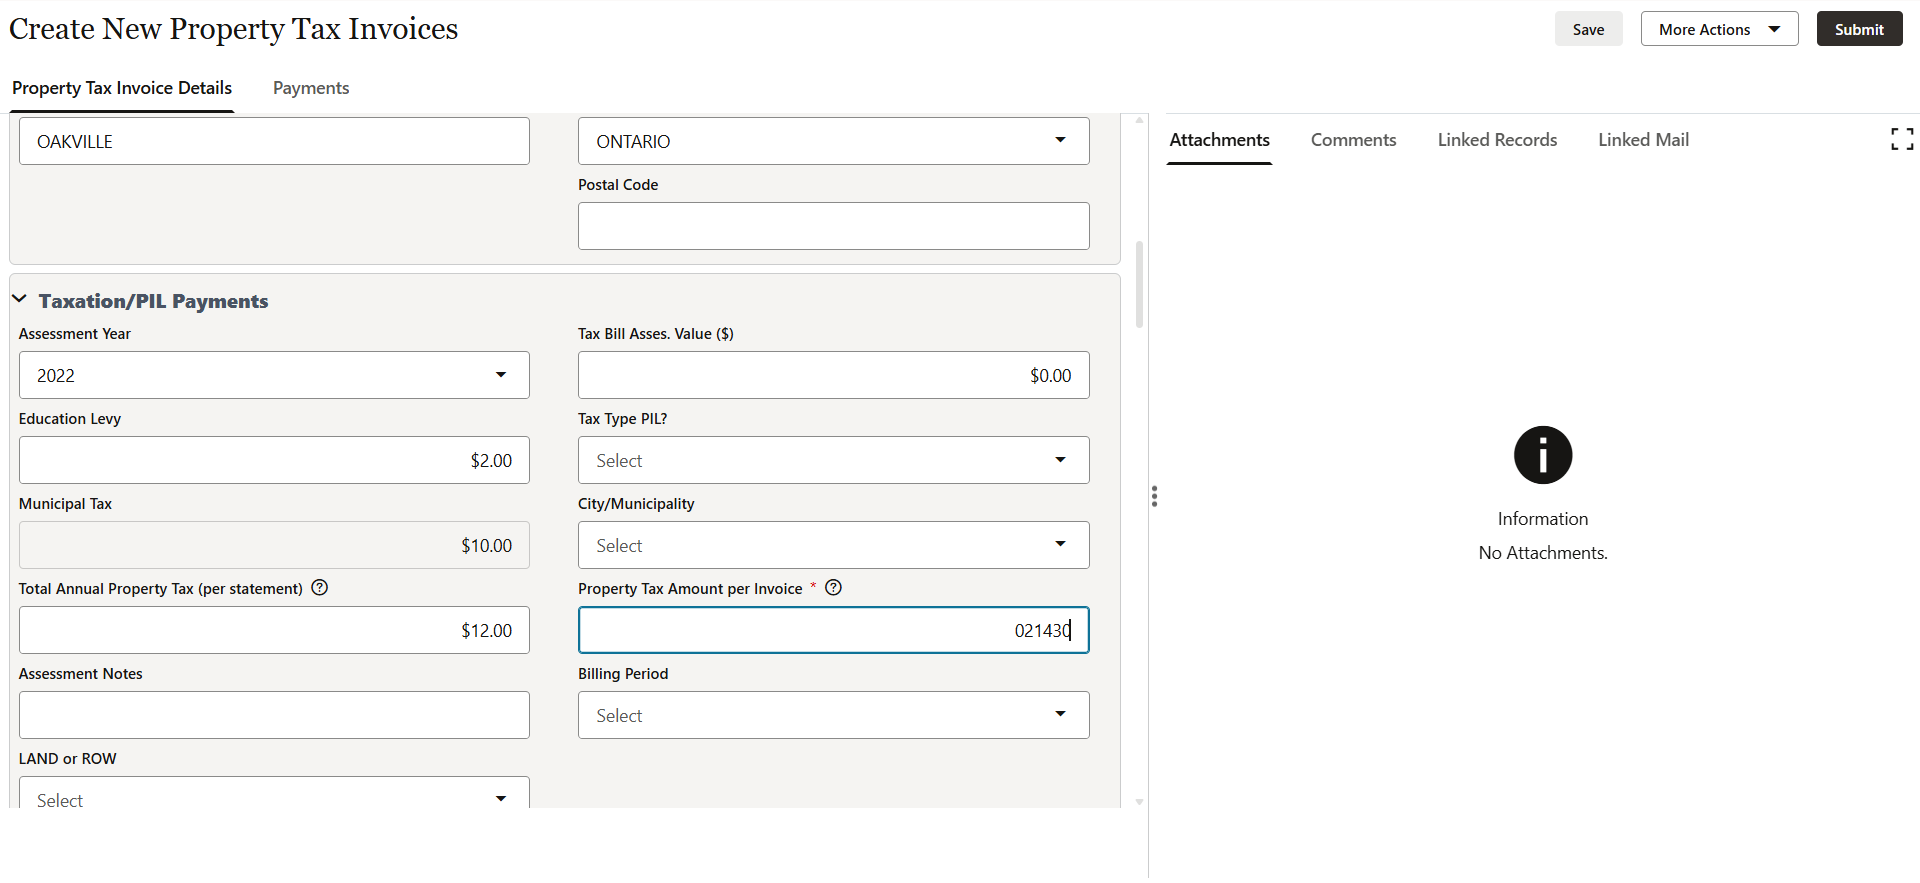 Create New Property Tax Invoices
Save
More Actions
Submit
Property Tax Invoice Details
Payments
OAKVILLE
ONTARIO
Postal Code
Taxation/PIL Payments
Assessment Year
Tax Bill Asses. Value ($)
2022
$0.00
Education Levy
Tax Type PIL?
$2.00
Select
Municipal Tax
City/Municipality
$10.00
Select
Total Annual Property Tax (per statement) ?
Property Tax Amount per Invoice * ?
$12.00
021430
Assessment Notes
Billing Period
Select
LAND or ROW
Select
Attachments
Comments
Linked Records
Linked Mail
Information
No Attachments.